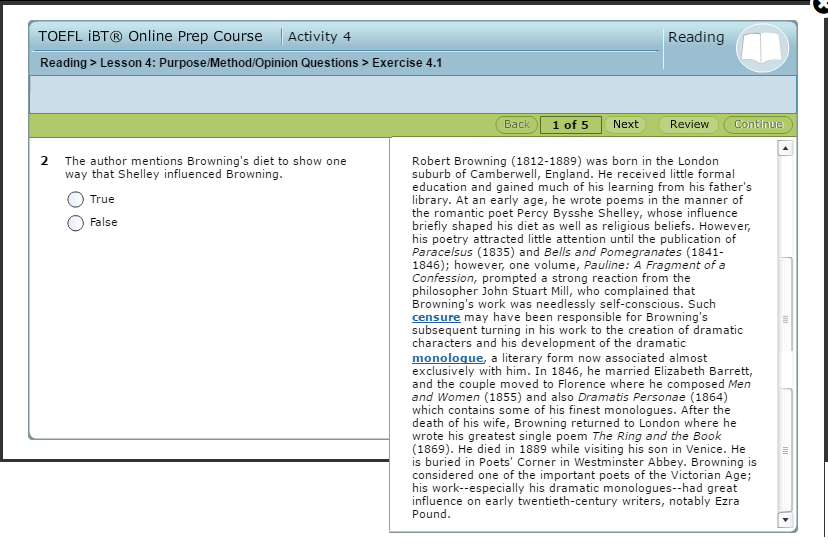 TOEFL iBT® Online Prep Course
Activity 4
Reading
Reading > Lesson 4: Purpose/Method/Opinion Questions > Exercise 4.1
Back
1 of 5
Next
Review
Continue
2 The author mentions Browning's diet to show one
way that Shelley influenced Browning.
True
False
Robert Browning (1812-1889) was born in the London
suburb of Camberwell, England. He received little formal
education and gained much of his learning from his father's
library. At an early age, he wrote poems in the manner of
the romantic poet Percy Bysshe Shelley, whose influence
briefly shaped his diet as well as religious beliefs. However,
his poetry attracted little attention until the publication of
Paracelsus (1835) and Bells and Pomegranates (1841-
1846); however, one volume, Pauline: A Fragment of a
Confession, prompted a strong reaction from the
philosopher John Stuart Mill, who complained that
Browning's work was needlessly self-conscious. Such
censure may have been responsible for Browning's
subsequent turning in his work to the creation of dramatic
characters and his development of the dramatic
monologue, a literary form now associated almost
exclusively with him. In 1846, he married Elizabeth Barrett,
and the couple moved to Florence where he composed Men
and Women (1855) and also Dramatis Personae (1864)
which contains some of his finest monologues. After the
death of his wife, Browning returned to London where he
wrote his greatest single poem The Ring and the Book
(1869). He died in 1889 while visiting his son in Venice. He
is buried in Poets' Corner in Westminster Abbey. Browning is
considered one of the important poets of the Victorian Age;
his work--especially his dramatic monologues--had great
influence on early twentieth-century writers, notably Ezra
Pound.